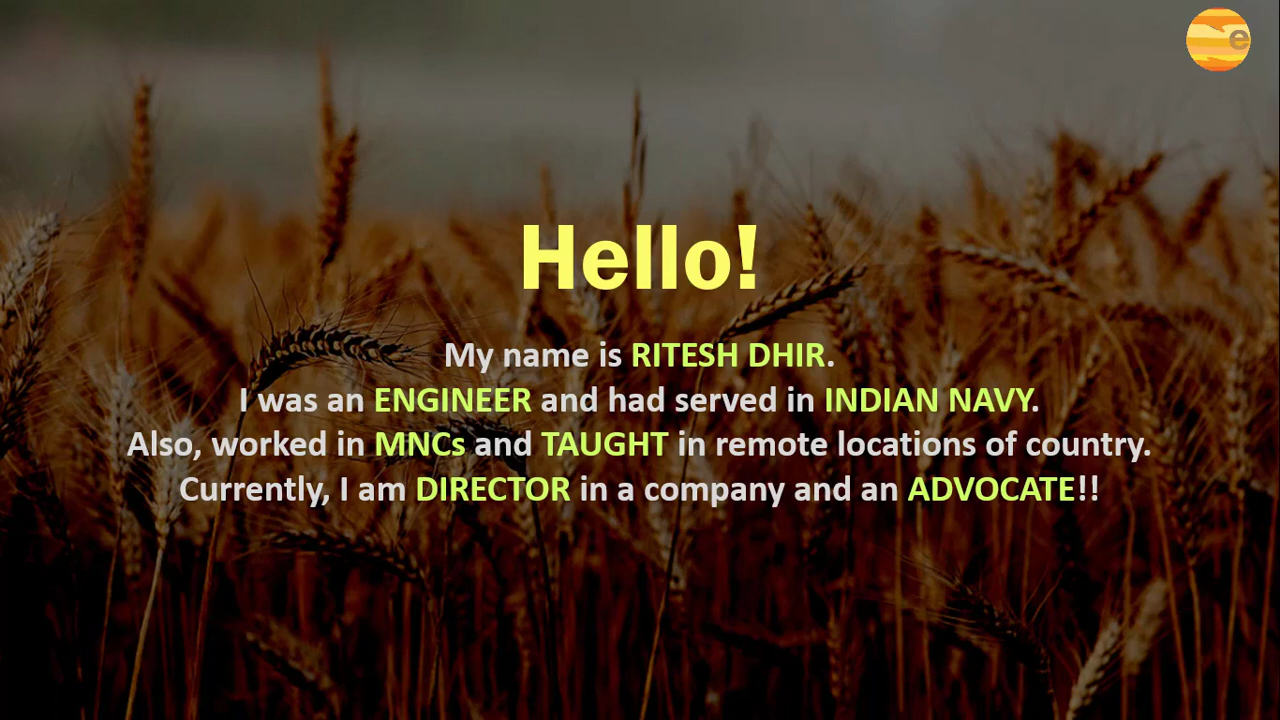 e
Hello!
My name is RITESH DHIR.
I was an ENGINEER and had served in INDIAN NAVY.
Also, worked in MNCs and TAUGHT in remote locations of country.
Currently, I am DIRECTOR in a company and an ADVOCATE!!